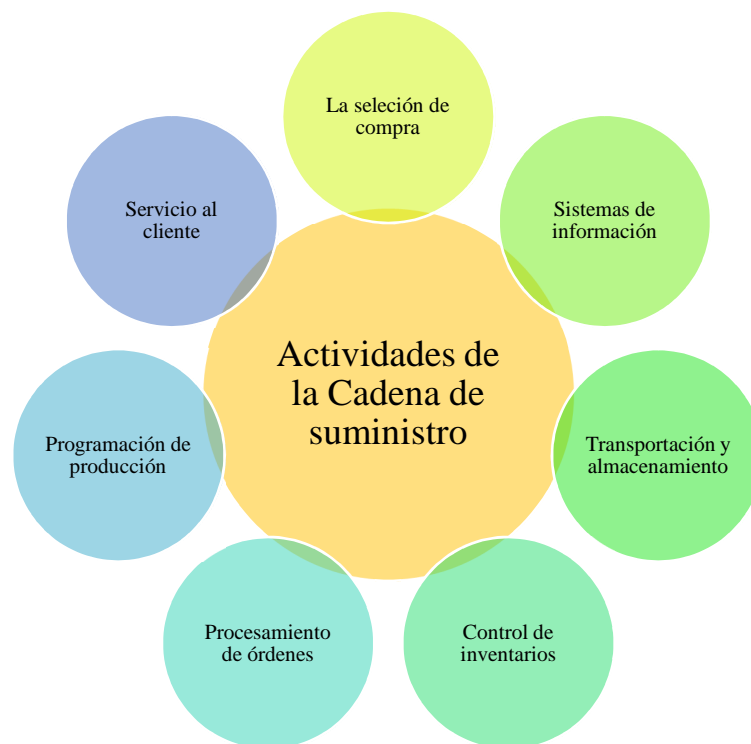 La seleción de
compra
Sistemas de
información
Transportación y
almacenamiento
Control de
inventarios
Procesamiento
de órdenes
Programación de
producción
Servicio al
cliente
Actividades de
la Cadena de
suministro